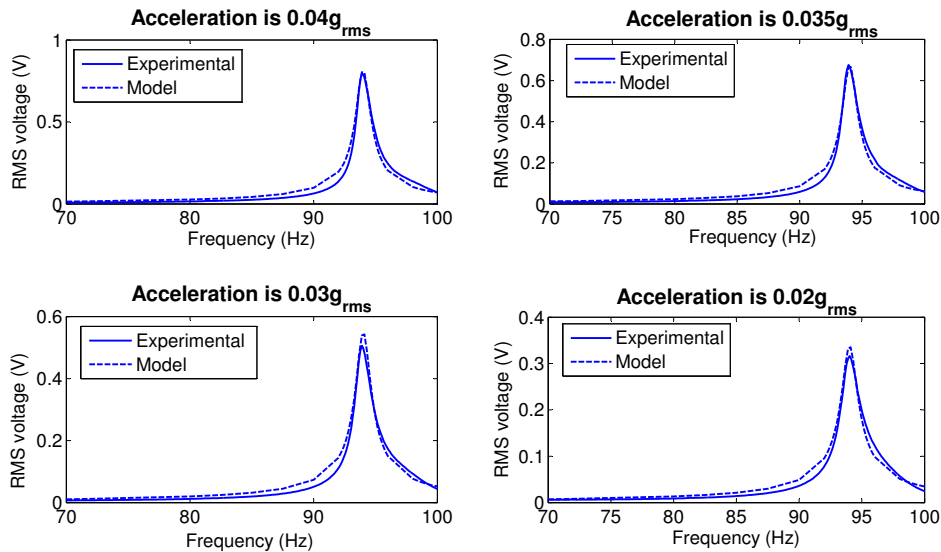 Acceleration is 0.04g_rms
1
0.5
0
RMS voltage (V)
Experimental
Model
70 80 90 100
Frequency (Hz)
Acceleration is 0.035g_rms
0.8
0.6
0.4
0.2
0
RMS voltage (V)
Experimental
Model
70 75 80 85 90 95 100
Frequency (Hz)
Acceleration is 0.03g_rms
0.6
0.4
0.2
0
RMS voltage (V)
Experimental
Model
70 80 90 100
Frequency (Hz)
Acceleration is 0.02g_rms
0.4
0.3
0.2
0.1
0
RMS voltage (V)
Experimental
Model
70 75 80 85 90 95 100
Frequency (Hz)